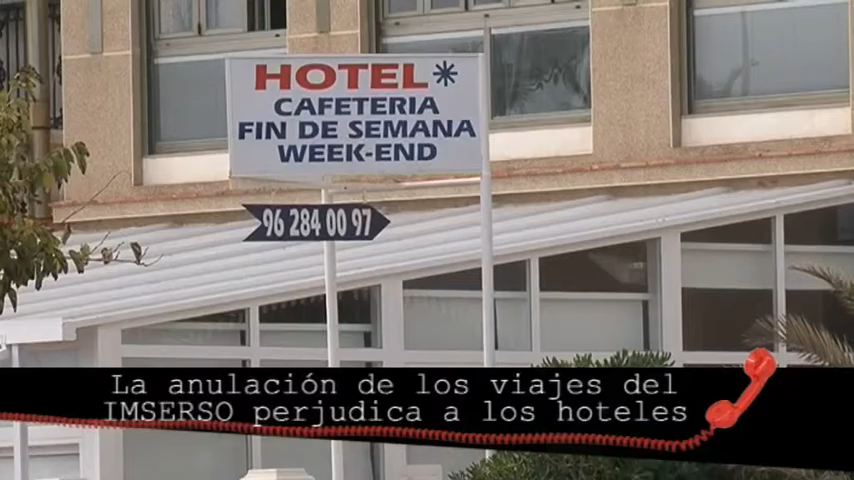 HOTEL *
CAFETERIA
FIN DE SEMANA
WEEK-END
96 284 00 97
La anulación de los viajes del
IMSERSO perjudica a los hoteles